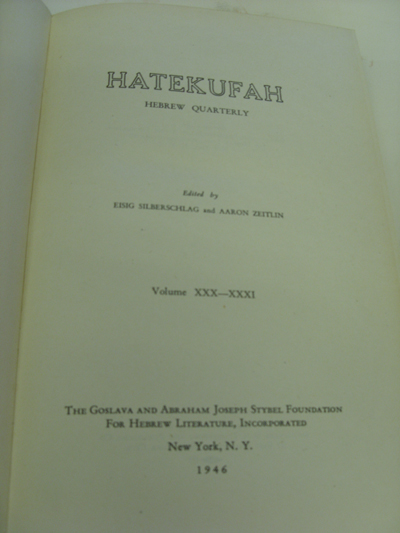 HATEKUFAH
HEBREW QUARTERLY
Edited by
EISIG SILBERSCHLAG and AARON ZEITLIN
Volume XXX—XXXI
THE GOSLAVA AND ABRAHAM JOSEPH STYBEL FOUNDATION
FOR HEBREW LITERATURE, INCORPORATED
New York, N. Y.
1946